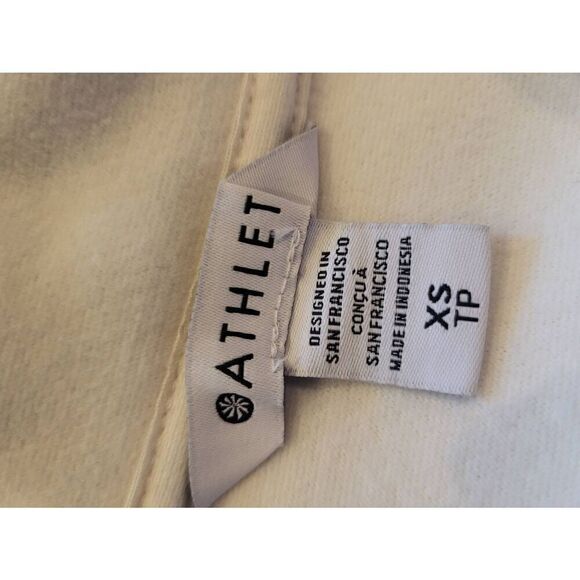 ATHLET
DESIGNED IN
SAN FRANCISCO
CONÇU À
SAN FRANCISCO
MADE IN INDONESIA
XS
TP